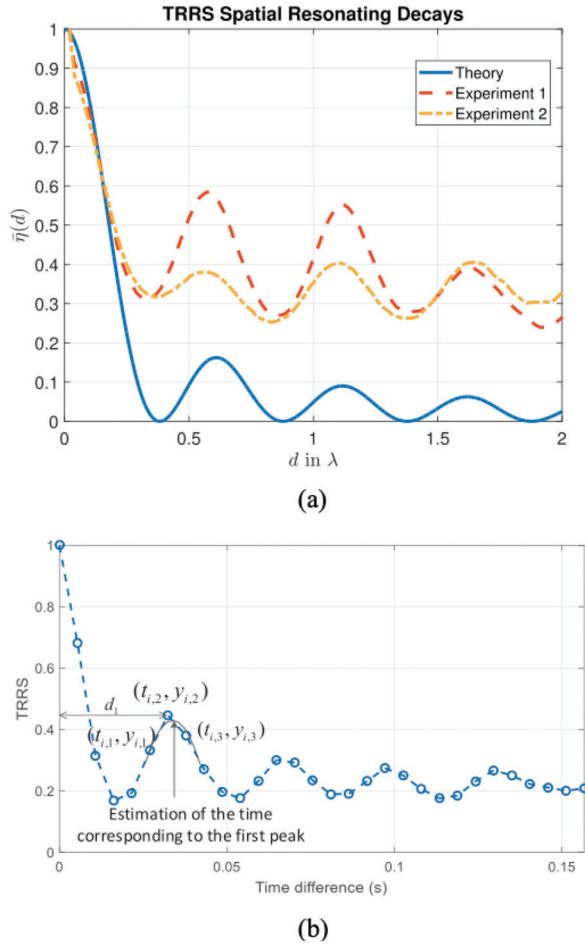 TRRS Spatial Resonating Decays
1
0.9
0.8
0.7
0.6
0.5
0.4
0.3
0.2
0.1
0
η̄(d)
Theory
Experiment 1
Experiment 2
0 0.5 1 1.5 2
d in λ
(a)
1
0.8
0.6
0.4
0.2
0
TRRS
(t_{i,2}, y_{i,2})
d_1
(t_{i,1}, y_{i,1})
(t_{i,3}, y_{i,3})
Estimation of the time
corresponding to the first peak
0 0.05 0.1 0.15
Time difference (s)
(b)